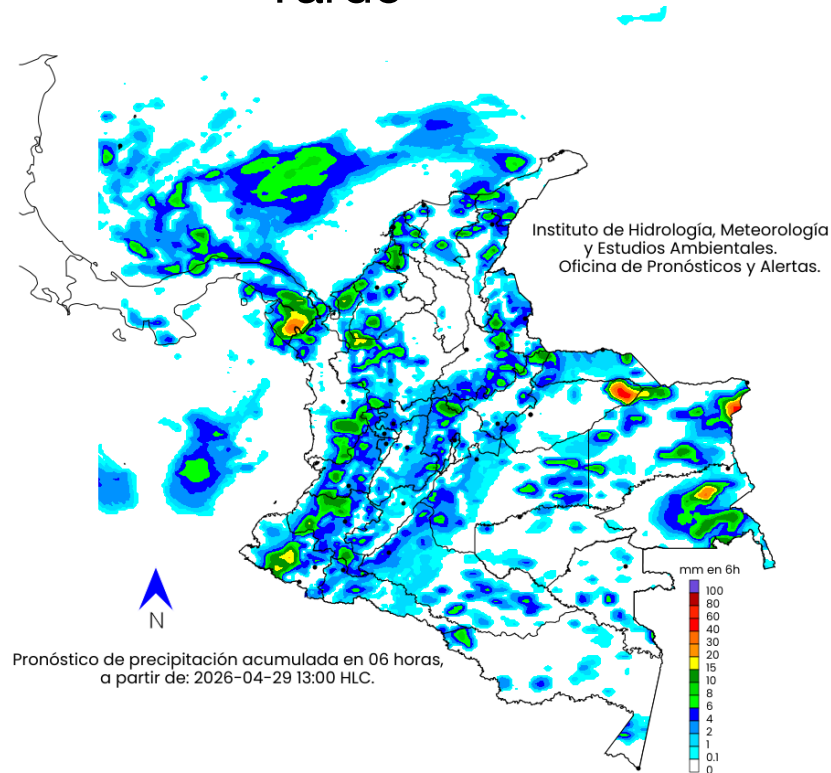 Tarde
Instituto de Hidrología, Meteorología
y Estudios Ambientales.
Oficina de Pronósticos y Alertas.
mm en 6h
100
80
60
40
30
20
15
10
8
6
4
2
1
0.1
0
N
Pronóstico de precipitación acumulada en 06 horas,
a partir de: 2026-04-29 13:00 HLC.